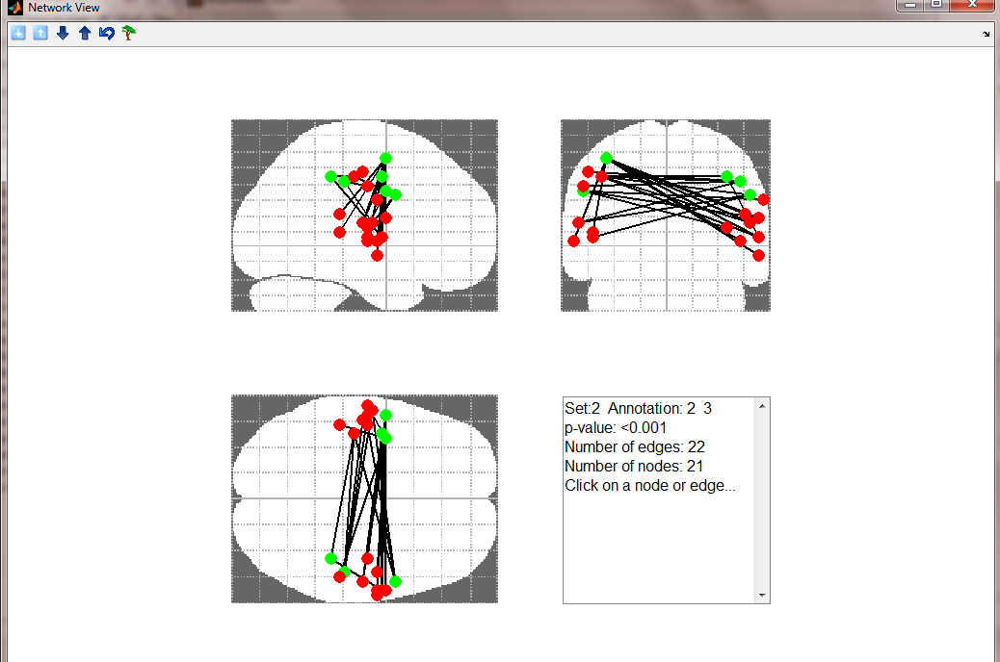 Network View
Set:2 Annotation: 2 3
p-value: <0.001
Number of edges: 22
Number of nodes: 21
Click on a node or edge...